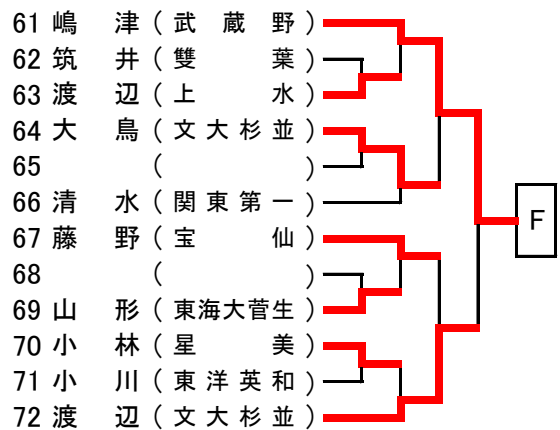 61 嶋 津 ( 武 蔵 野 )
62 筑 井 ( 雙 葉 )
63 渡 辺 ( 上 水 )
64 大 鳥 ( 文 大 杉 並 )
65 ( )
66 清 水 ( 関 東 第 一 )
67 藤 野 ( 宝 仙 )
68 ( )
69 山 形 ( 東海大菅生 )
70 小 林 ( 星 美 )
71 小 川 ( 東 洋 英 和 )
72 渡 辺 ( 文 大 杉 並 )
F